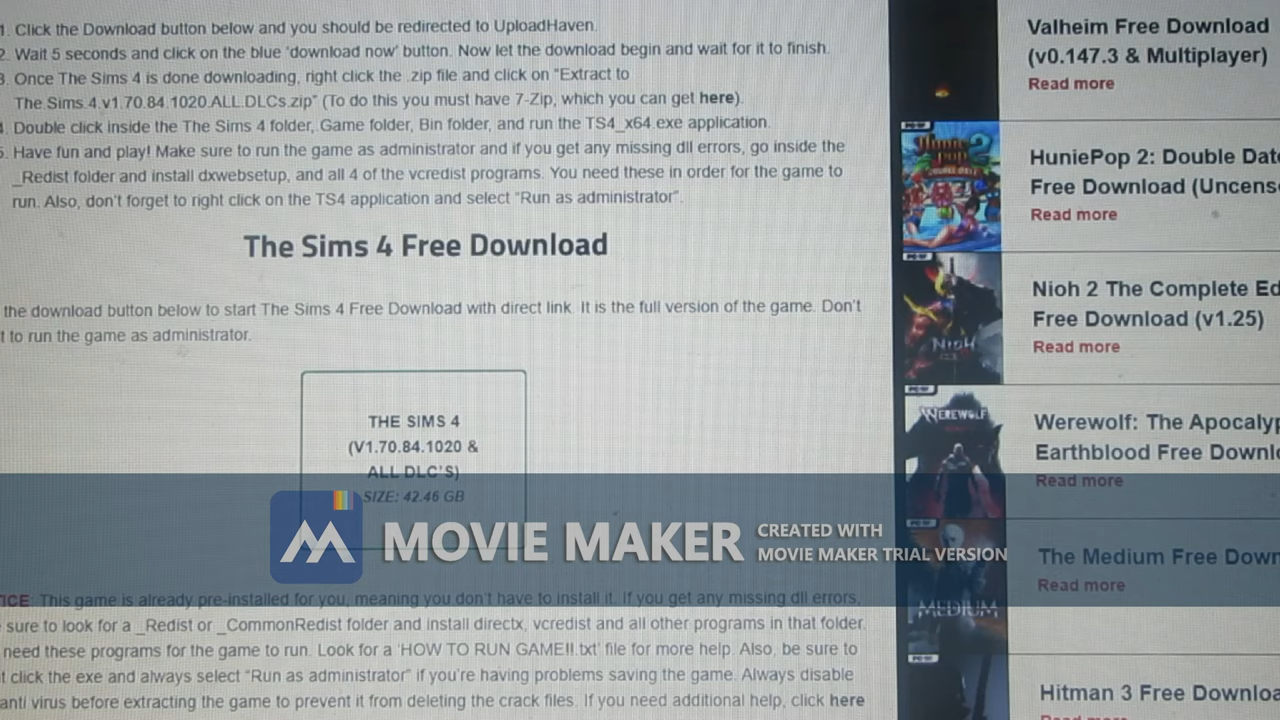 1. Click the Download button below and you should be redirected to UploadHaven.
2. Wait 5 seconds and click on the blue 'download now' button. Now let the download begin and wait for it to finish.
3. Once The Sims 4 is done downloading, right click the .zip file and click on "Extract to
The.Sims.4.v1.70.84.1020.ALL.DLCs.zip" (To do this you must have 7-Zip, which you can get here).
Double click inside the The Sims 4 folder, Game folder, Bin folder, and run the TS4_x64.exe application.
5. Have fun and play! Make sure to run the game as administrator and if you get any missing dll errors, go inside the
_Redist folder and install dxwebsetup, and all 4 of the vcredist programs. You need these in order for the game to
run. Also, don't forget to right click on the TS4 application and select "Run as administrator".
The Sims 4 Free Download
the download button below to start The Sims 4 Free Download with direct link. It is the full version of the game. Don't
t to run the game as administrator.
THE SIMS 4
(V1.70.84.1020 &
ALL DLC'S)
SIZE: 42.46 GB
ICE: This game is already pre-installed for you, meaning you don't have to install it. If you get any missing dll errors,
sure to look for a _Redist or _CommonRedist folder and install directx, vcredist and all other programs in that folder.
need these programs for the game to run. Look for a 'HOW TO RUN GAME!!.txt' file for more help. Also, be sure to
t click the exe and always select "Run as administrator" if you're having problems saving the game. Always disable
anti virus before extracting the game to prevent it from deleting the crack files. If you need additional help, click here
Valheim Free Download
(v0.147.3 & Multiplayer)
Read more
HuniePop 2: Double Date
Free Download (Uncens
Read more
Nioh 2 The Complete Ed
Free Download (v1.25)
Read more
Werewolf: The Apocalyp
Earthblood Free Downlo
Read more
The Medium Free Down
Read more
Hitman 3 Free Downloa
Read more
HuniePop 2
DOUBLE DATE
NIOH
WEREWOLF
MEDIUM
MOVIE MAKER
CREATED WITH
MOVIE MAKER TRIAL VERSION